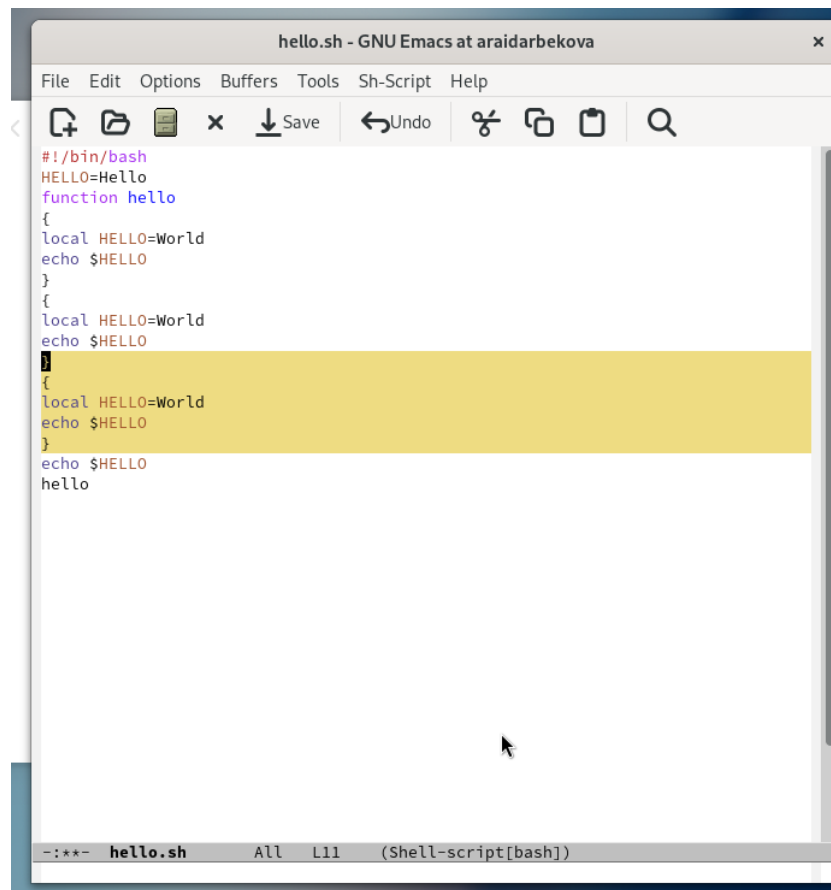 hello.sh - GNU Emacs at araidarbekova
File Edit Options Buffers Tools Sh-Script Help
Save Undo
#!/bin/bash
HELLO=Hello
function hello
{
local HELLO=World
echo $HELLO
}
{
local HELLO=World
echo $HELLO
}
{
local HELLO=World
echo $HELLO
}
echo $HELLO
hello
-:**- hello.sh All L11 (Shell-script[bash])